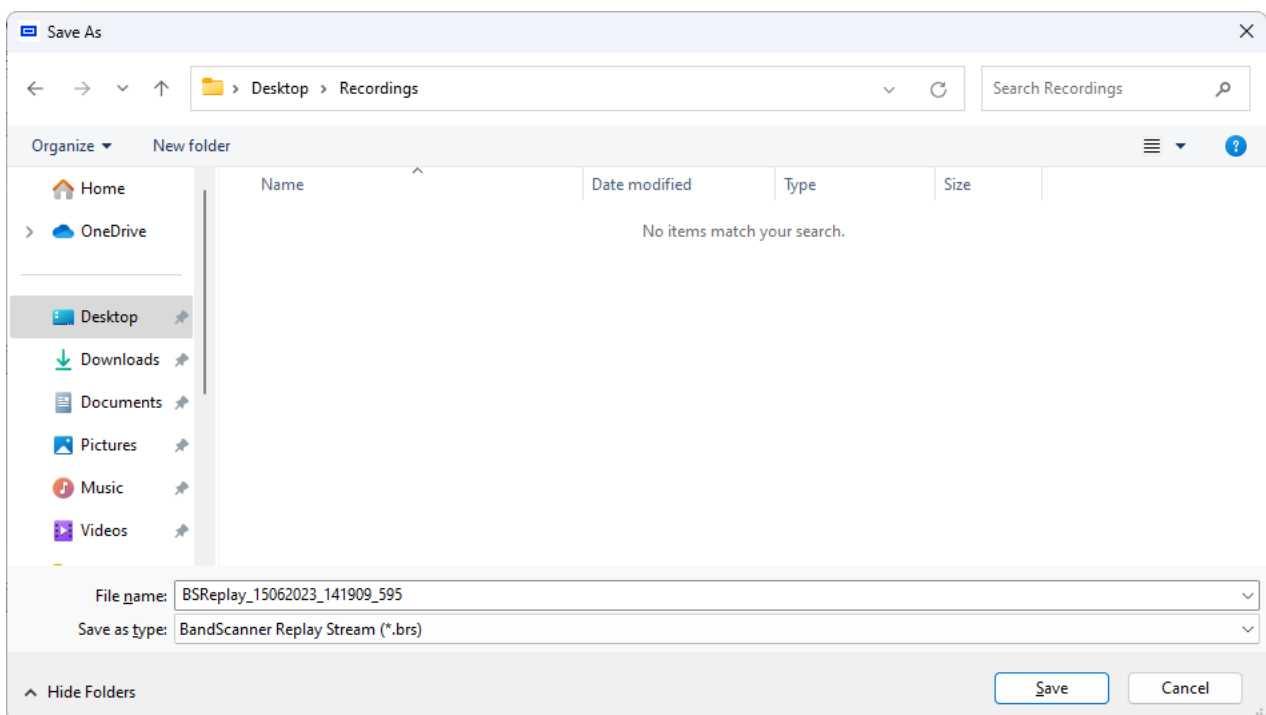 Save As
Desktop > Recordings
Search Recordings
Organize
New folder
Home
OneDrive
Desktop
Downloads
Documents
Pictures
Music
Videos
Name
Date modified
Type
Size
No items match your search.
File name: BSReplay_15062023_141909_595
Save as type: BandScanner Replay Stream (*.brs)
Hide Folders
Save
Cancel